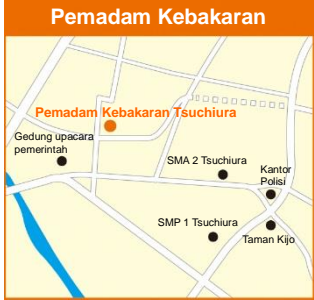 Pemadam Kebakaran
Pemadam Kebakaran Tsuchiura
Gedung upacara
pemerintah
SMA 2 Tsuchiura
Kantor
Polisi
SMP 1 Tsuchiura
Taman Kijo